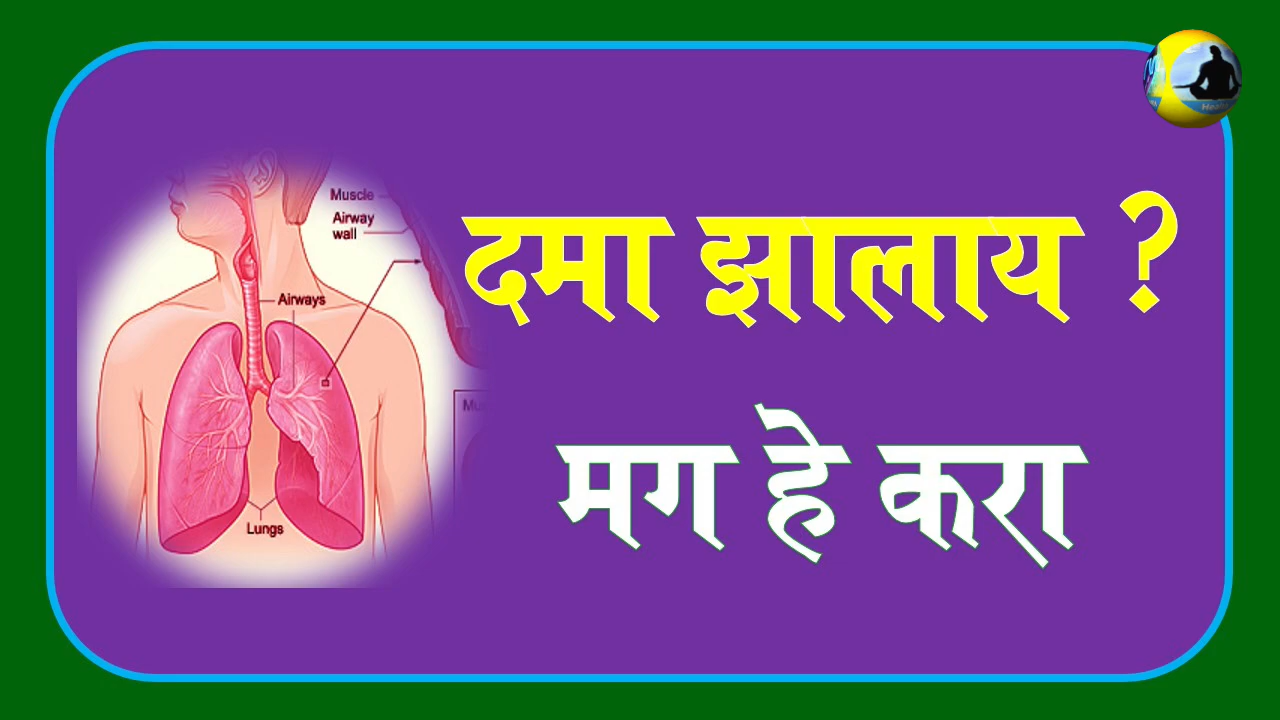 दमा झालाय ?
मग हे करा
Muscle
Airway
wall
Airways
Lungs